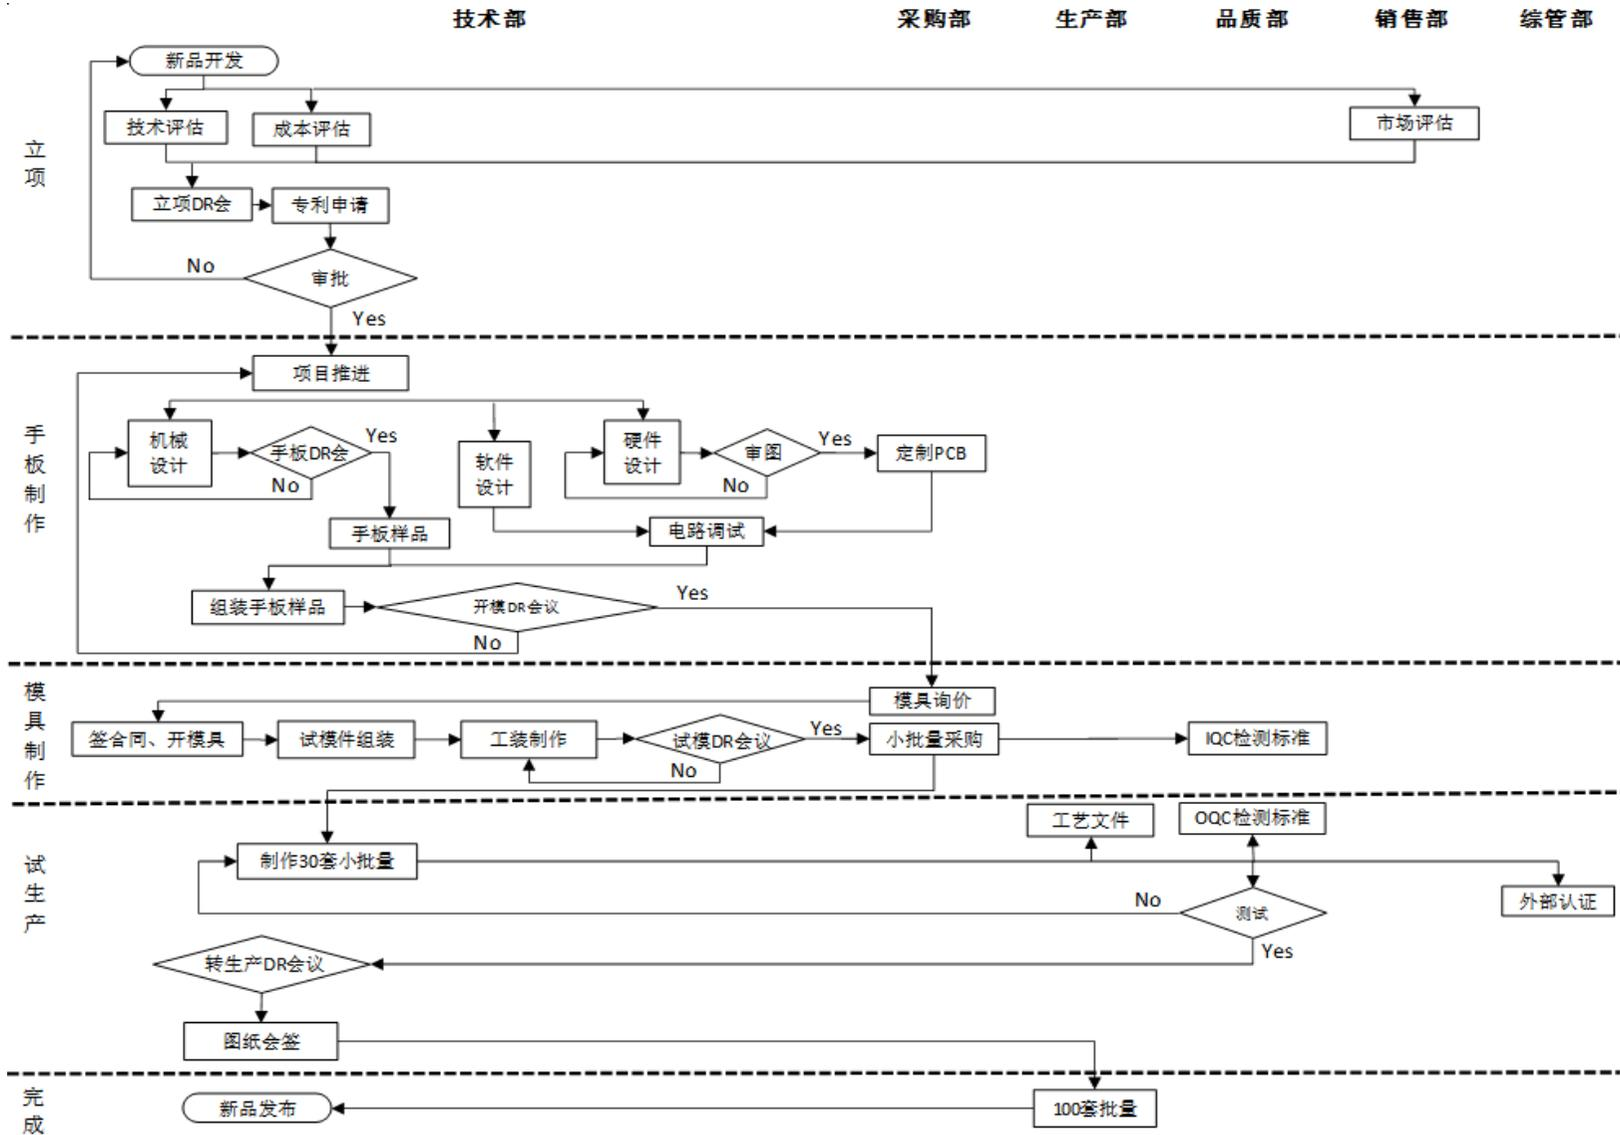 技术部
采购部
生产部
品质部
销售部
综管部
立项
新品开发
技术评估
成本评估
市场评估
立项DR会
专利申请
审批
No
Yes
手板制作
项目推进
机械
设计
手板DR会
Yes
No
软件
设计
硬件
设计
审图
Yes
No
定制PCB
手板样品
电路调试
组装手板样品
开模DR会议
Yes
No
模具制作
模具询价
签合同、开模具
试模件组装
工装制作
试模DR会议
Yes
No
小批量采购
IQC检测标准
试生产
工艺文件
OQC检测标准
制作30套小批量
No
测试
外部认证
Yes
转生产DR会议
图纸会签
完成
新品发布
100套批量